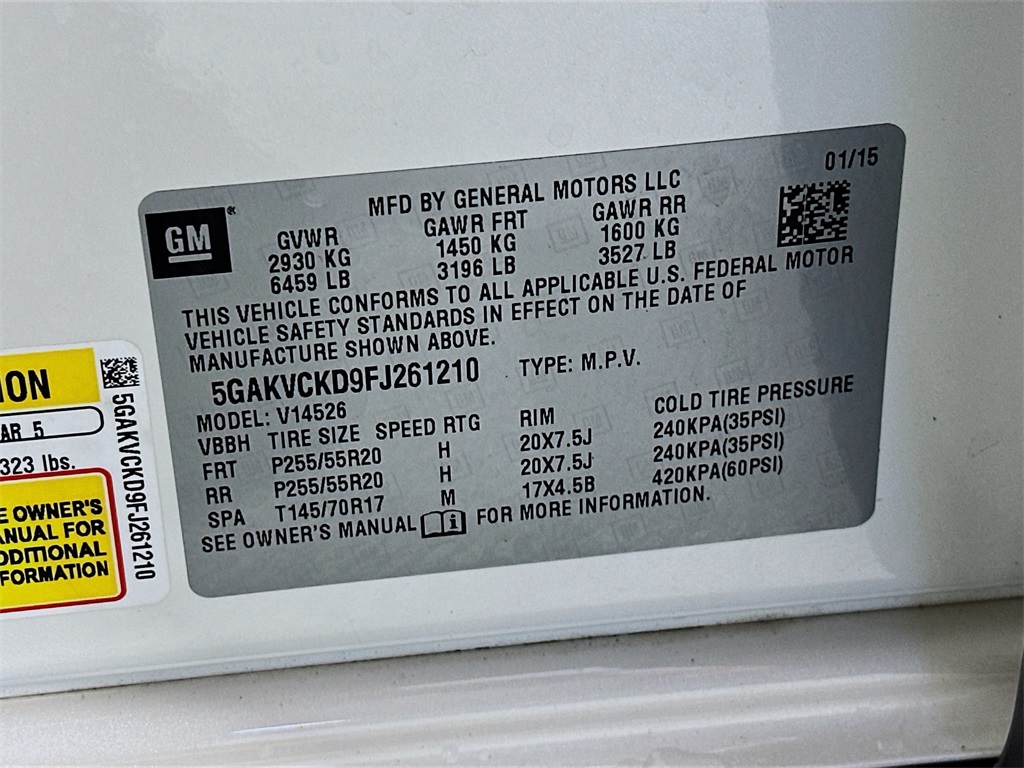 01/15
MFD BY GENERAL MOTORS LLC
GM
GVWR GAWR FRT GAWR RR
2930 KG 1450 KG 1600 KG
6459 LB 3196 LB 3527 LB
THIS VEHICLE CONFORMS TO ALL APPLICABLE U.S. FEDERAL MOTOR
VEHICLE SAFETY STANDARDS IN EFFECT ON THE DATE OF
MANUFACTURE SHOWN ABOVE.
5GAKVCKD9FJ261210 TYPE: M.P.V.
MODEL: V14526
VBBH TIRE SIZE SPEED RTG RIM COLD TIRE PRESSURE
FRT P255/55R20 H 20X7.5J 240KPA(35PSI)
RR P255/55R20 H 20X7.5J 240KPA(35PSI)
SPA T145/70R17 M 17X4.5B 420KPA(60PSI)
SEE OWNER'S MANUAL FOR MORE INFORMATION.
ION
AR 5
323 lbs.
E OWNER'S
ANUAL FOR
DDITIONAL
FORMATION
5GAKVCKD9FJ261210